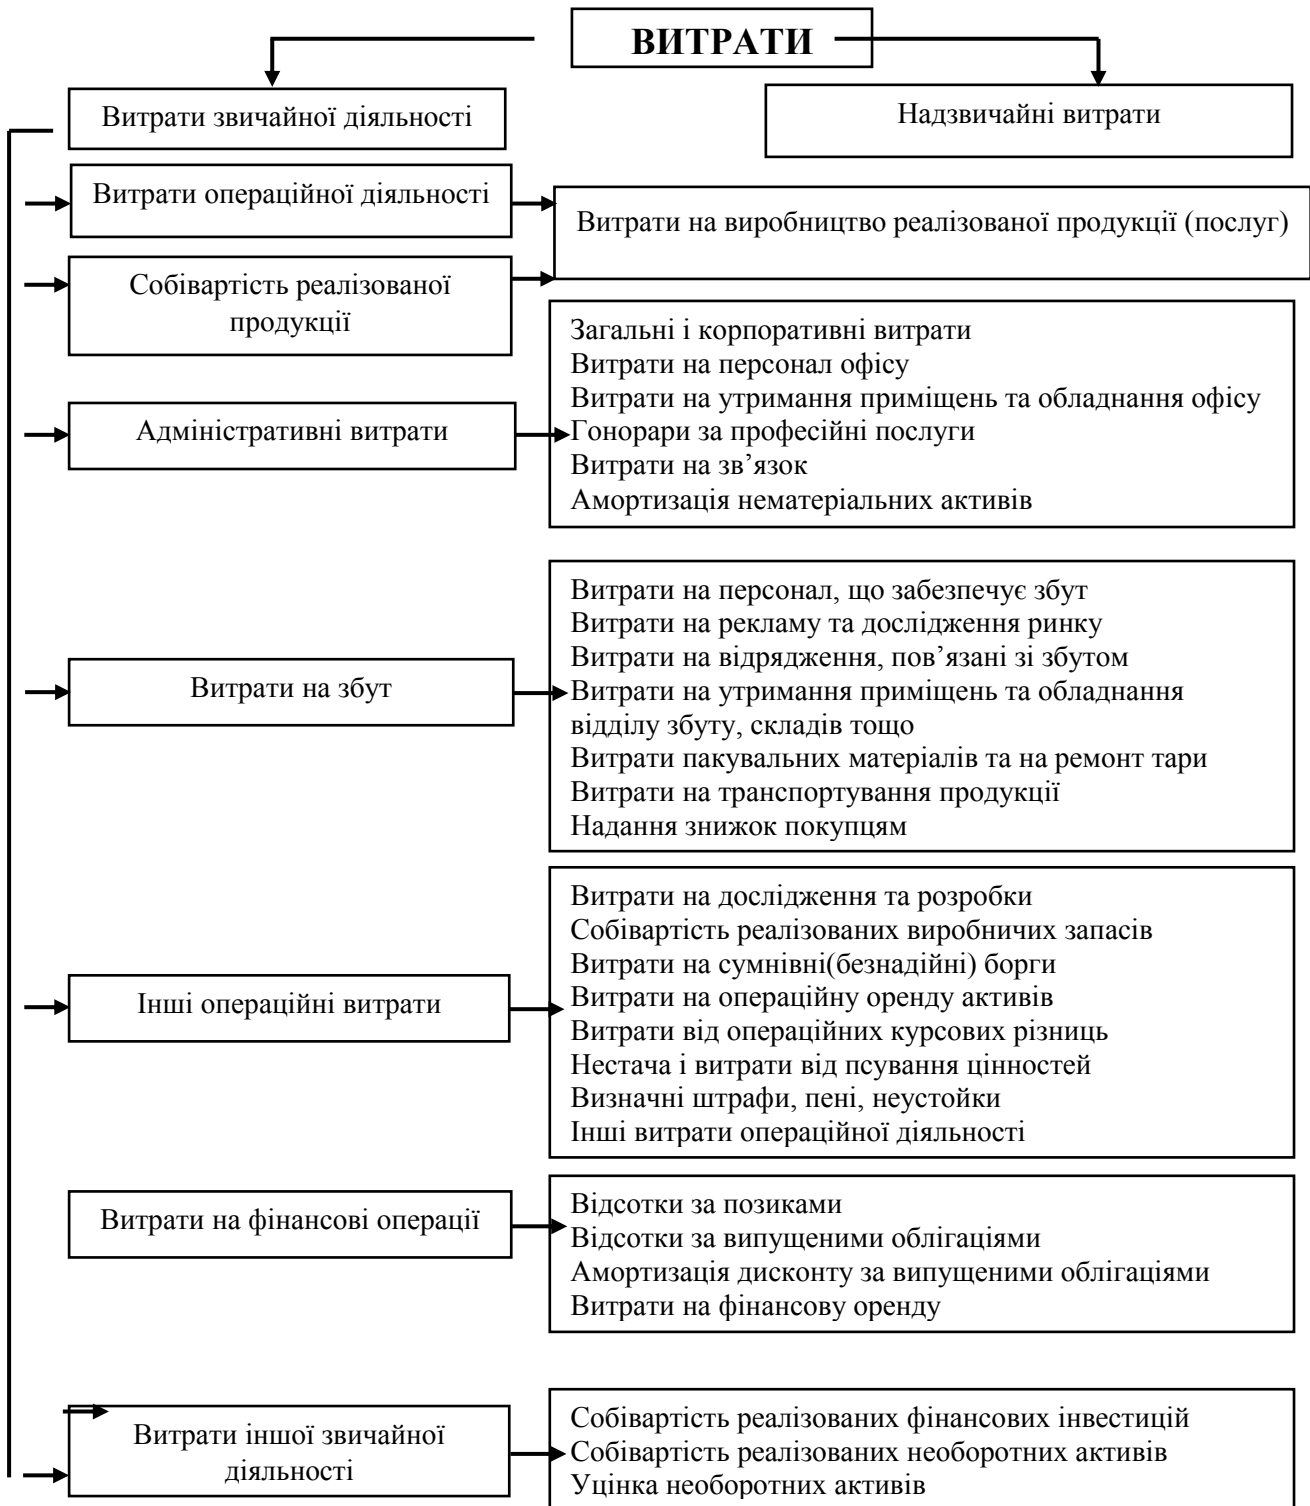 ВИТРАТИ
Витрати звичайної діяльності
Надзвичайні витрати
Витрати операційної діяльності
Витрати на виробництво реалізованої продукції (послуг)
Собівартість реалізованої
продукції
Загальні і корпоративні витрати
Витрати на персонал офісу
Витрати на утримання приміщень та обладнання офісу
Гонорари за професійні послуги
Витрати на зв’язок
Амортизація нематеріальних активів
Адміністративні витрати
Витрати на персонал, що забезпечує збут
Витрати на рекламу та дослідження ринку
Витрати на відрядження, пов’язані зі збутом
Витрати на утримання приміщень та обладнання
відділу збуту, складів тощо
Витрати пакувальних матеріалів та на ремонт тари
Витрати на транспортування продукції
Надання знижок покупцям
Витрати на збут
Витрати на дослідження та розробки
Собівартість реалізованих виробничих запасів
Витрати на сумнівні(безнадійні) борги
Витрати на операційну оренду активів
Витрати від операційних курсових різниць
Нестача і витрати від псування цінностей
Визначні штрафи, пені, неустойки
Інші витрати операційної діяльності
Інші операційні витрати
Витрати на фінансові операції
Відсотки за позиками
Відсотки за випущеними облігаціями
Амортизація дисконту за випущеними облігаціями
Витрати на фінансову оренду
Витрати іншої звичайної
діяльності
Собівартість реалізованих фінансових інвестицій
Собівартість реалізованих необоротних активів
Уцінка необоротних активів